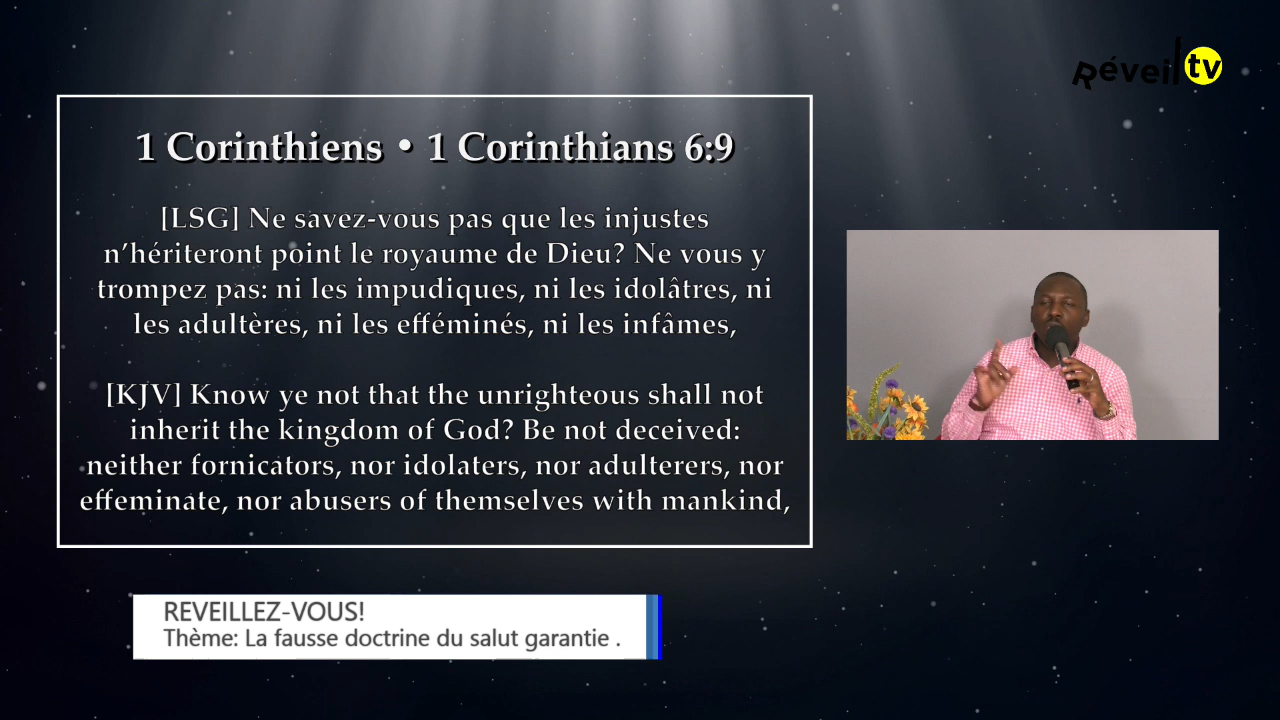 Réveil tv
1 Corinthiens • 1 Corinthians 6:9
[LSG] Ne savez-vous pas que les injustes
n’hériteront point le royaume de Dieu? Ne vous y
trompez pas: ni les impudiques, ni les idolâtres, ni
les adultères, ni les efféminés, ni les infâmes,
[KJV] Know ye not that the unrighteous shall not
inherit the kingdom of God? Be not deceived:
neither fornicators, nor idolaters, nor adulterers, nor
effeminate, nor abusers of themselves with mankind,
REVEILLEZ-VOUS!
Thème: La fausse doctrine du salut garantie .